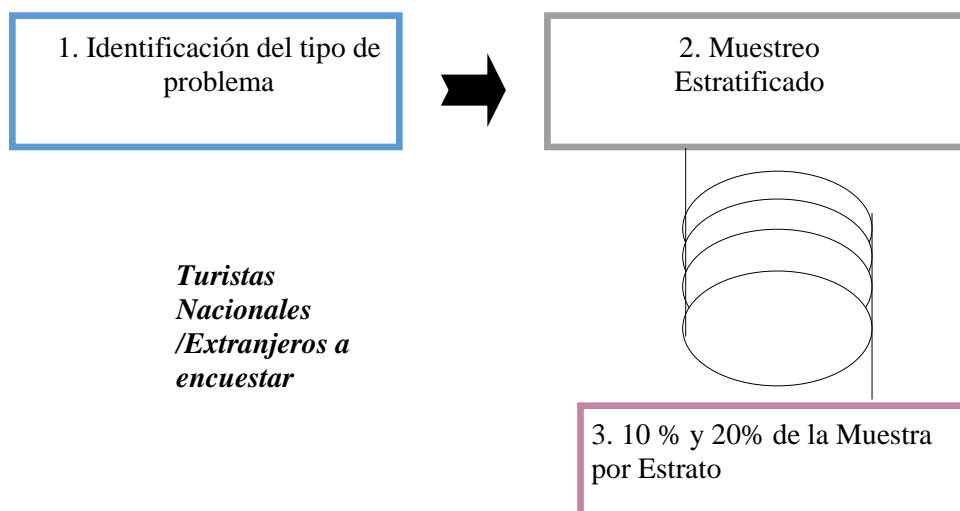 1. Identificación del tipo de
problema
2. Muestreo
Estratificado
Turistas
Nacionales
/Extranjeros a
encuestar
3. 10 % y 20% de la Muestra
por Estrato